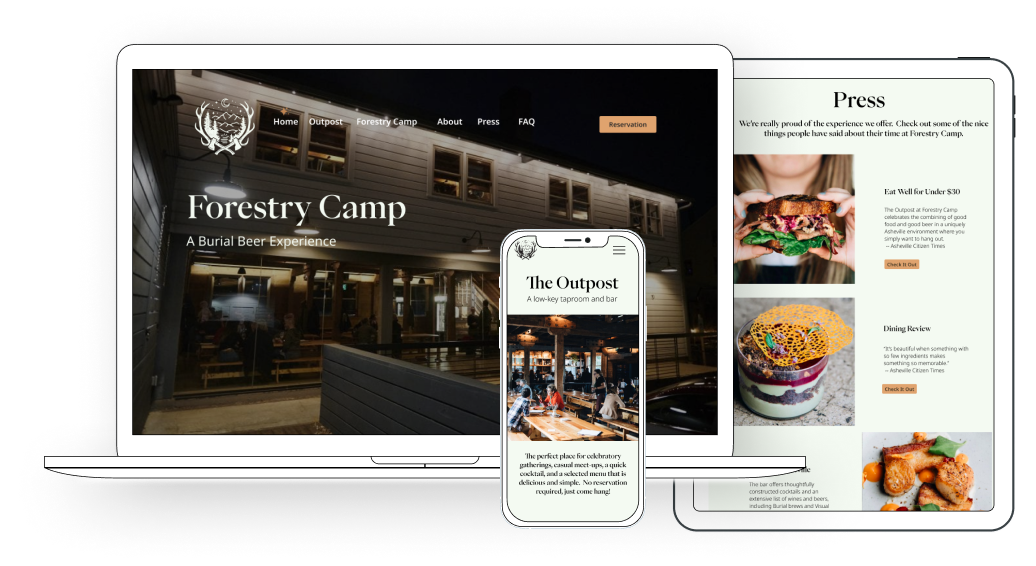 Home Outpost Forestry Camp About Press FAQ
Reservation
Forestry Camp
A Burial Beer Experience
The Outpost
A low-key taproom and bar
The perfect place for celebratory
gatherings, casual meet-ups, a quick
cocktail, and a selected menu that is
delicious and simple. No reservation
required, just come hang!
Press
We're really proud of the experience we offer. Check out some of the nice
things people have said about their time at Forestry Camp.
Eat Well for Under $30
The Outpost at Forestry Camp
celebrates the combining of good
food and good beer in a uniquely
Asheville environment where you
simply want to hang out.
– Asheville Citizen Times
Check It Out
Dining Review
"It's beautiful when something with
so few ingredients makes
something so memorable."
– Asheville Citizen Times
Check It Out
The bar offers thoughtfully
constructed cocktails and an
extensive list of wines and beers,
including Burial brews and Visual